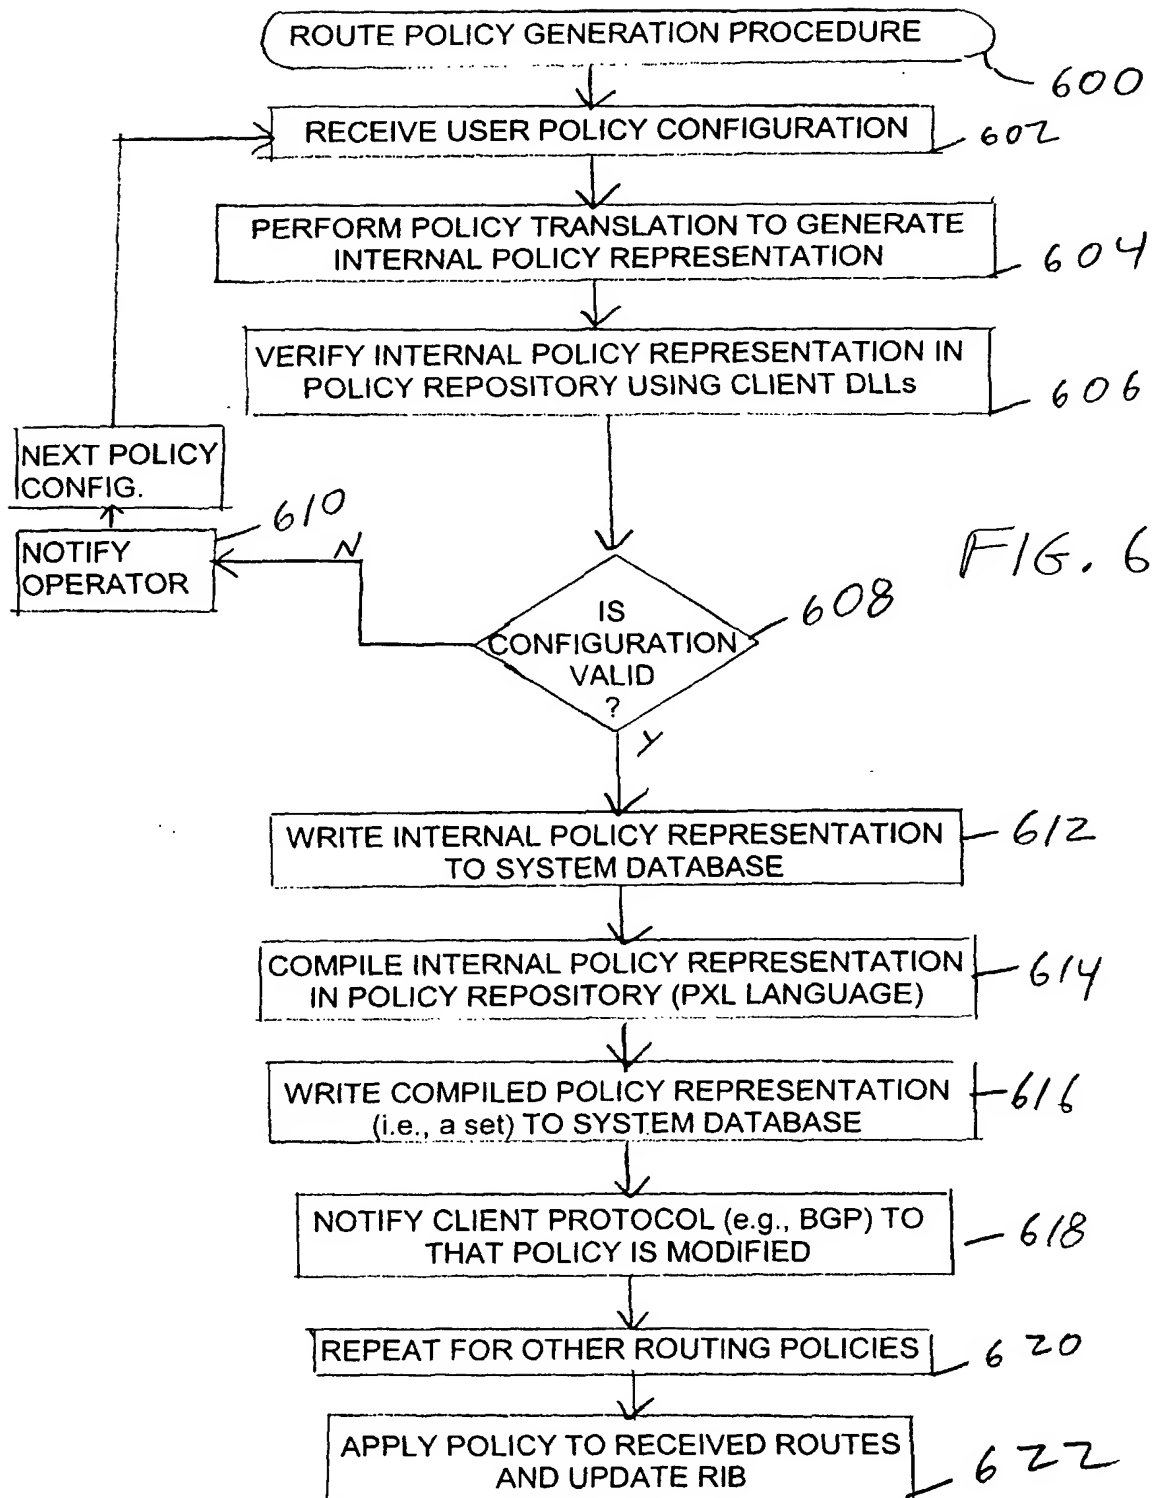 ROUTE POLICY GENERATION PROCEDURE
600
RECEIVE USER POLICY CONFIGURATION
602
PERFORM POLICY TRANSLATION TO GENERATE
INTERNAL POLICY REPRESENTATION
604
VERIFY INTERNAL POLICY REPRESENTATION IN
POLICY REPOSITORY USING CLIENT DLLs
606
NEXT POLICY
CONFIG.
610
NOTIFY
OPERATOR
N
FIG. 6
IS
CONFIGURATION
VALID
?
608
Y
WRITE INTERNAL POLICY REPRESENTATION
TO SYSTEM DATABASE
612
COMPILE INTERNAL POLICY REPRESENTATION
IN POLICY REPOSITORY (PXL LANGUAGE)
614
WRITE COMPILED POLICY REPRESENTATION
(i.e., a set) TO SYSTEM DATABASE
616
NOTIFY CLIENT PROTOCOL (e.g., BGP) TO
THAT POLICY IS MODIFIED
618
REPEAT FOR OTHER ROUTING POLICIES
620
APPLY POLICY TO RECEIVED ROUTES
AND UPDATE RIB
622